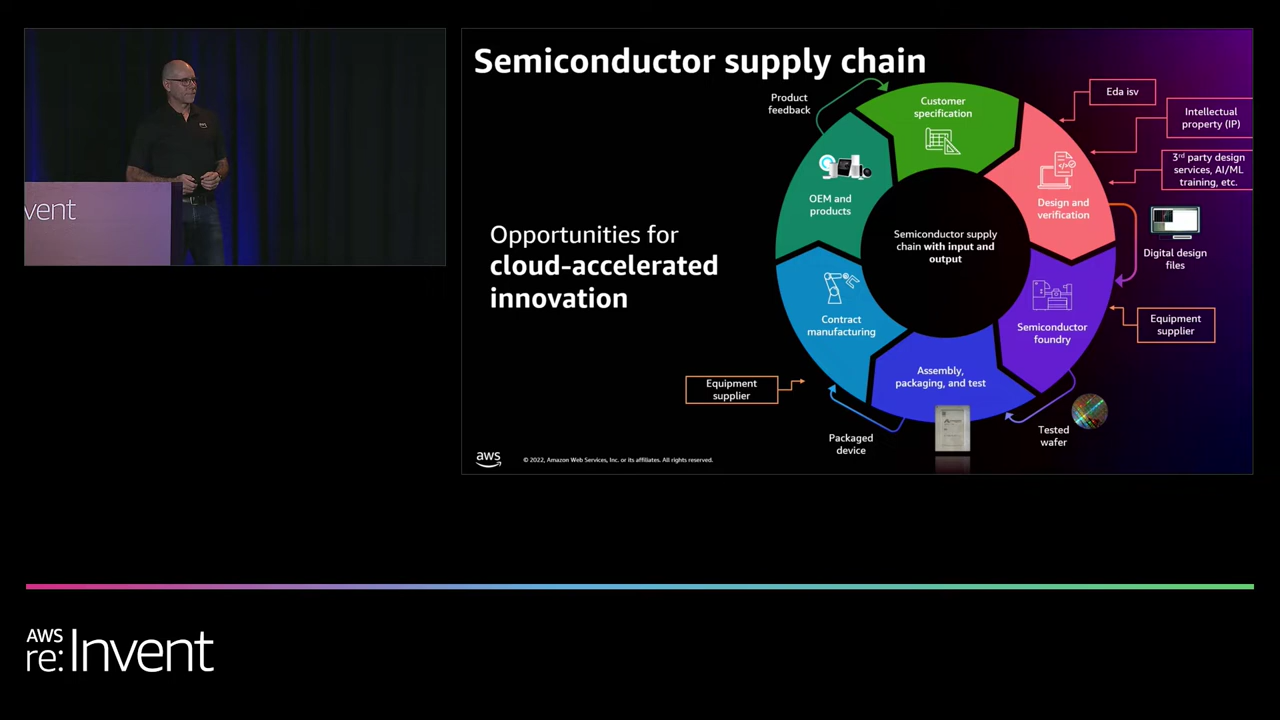 Semiconductor supply chain
Opportunities for
cloud-accelerated
innovation
Product
feedback
Customer
specification
Eda isv
Intellectual
property (IP)
3rd party design
services, AI/ML
training, etc.
Design and
verification
OEM and
products
Semiconductor supply
chain with input and
output
Digital design
files
Contract
manufacturing
Semiconductor
foundry
Equipment
supplier
Assembly,
packaging, and test
Equipment
supplier
Packaged
device
Tested
wafer
aws
© 2022, Amazon Web Services, Inc. or its affiliates. All rights reserved.
vent
AWS
re:Invent